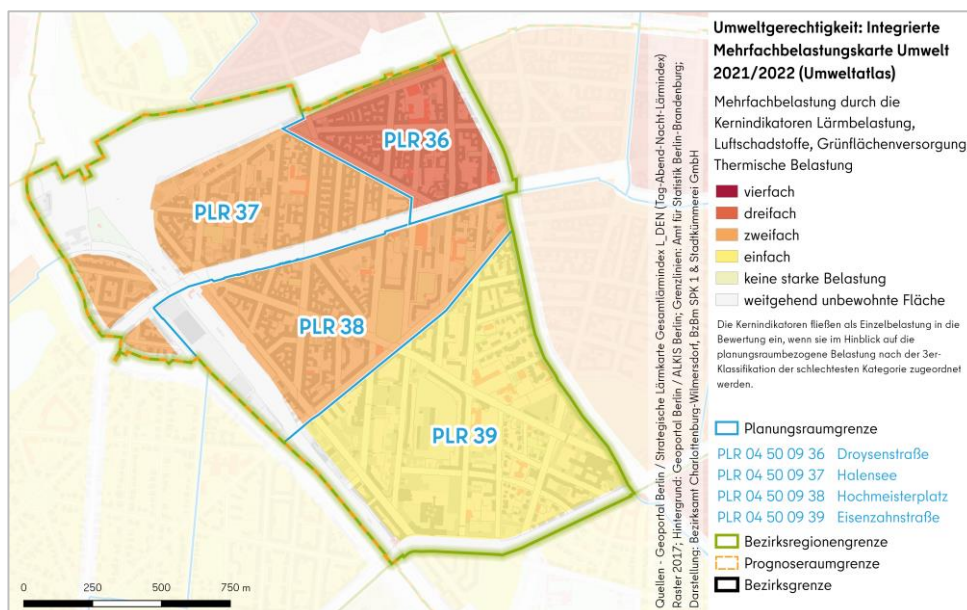 Umweltgerechtigkeit: Integrierte
Mehrfachbelastungskarte Umwelt
2021/2022 (Umweltatlas)
Mehrfachbelastung durch die
Kernindikatoren Lärmbelastung,
Luftschadstoffe, Grünflächenversorgung
Thermische Belastung
vierfach
dreifach
zweifach
einfach
keine starke Belastung
weitgehend unbewohnte Fläche
Die Kernindikatoren fließen als Einzelbelastung in die
Bewertung ein, wenn sie im Hinblick auf die
planungsraumbezogene Belastung nach der 3er-
Klassifikation der schlechtesten Kategorie zugeordnet
werden.
Planungsraumgrenze
PLR 04 50 09 36 Droysenstraße
PLR 04 50 09 37 Halensee
PLR 04 50 09 38 Hochmeisterplatz
PLR 04 50 09 39 Eisenzahnstraße
Bezirksregionengrenze
Prognoseraumgrenze
Bezirksgrenze
PLR 36
PLR 37
PLR 38
PLR 39
0 250 500 750 m
Quellen - Geoportal Berlin / Strategische Lärmkarte Gesamtlärmindex L_DEN (Tag-Abend-Nacht-Lärmindex)
Raster 2017; Hintergrund: Geoportal Berlin / ALKIS Berlin; Grenzlinien: Amt für Statistik Berlin-Brandenburg;
Darstellung: Bezirksamt Charlottenburg-Wilmersdorf, BzBm SPK 1 & Stadtkümmerei GmbH